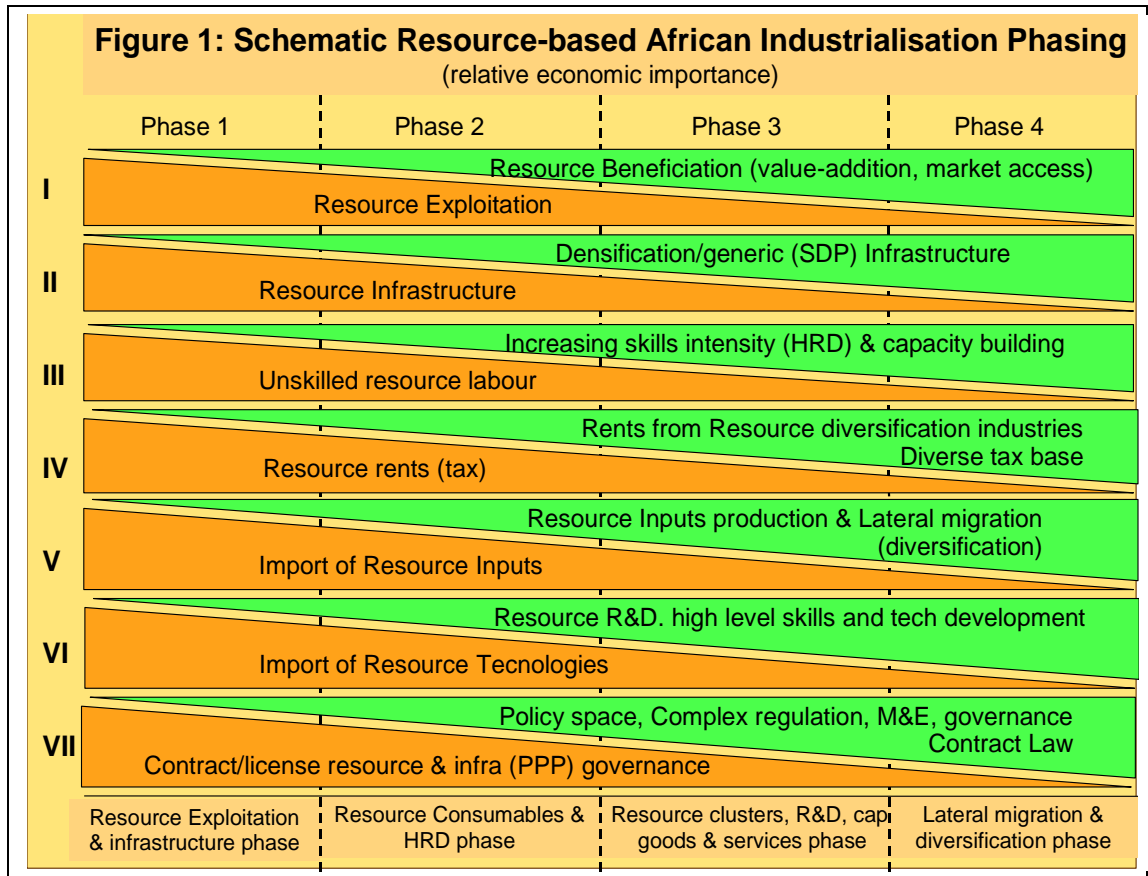 Figure 1: Schematic Resource-based African Industrialisation Phasing
(relative economic importance)
Phase 1
Phase 2
Phase 3
Phase 4
I
Resource Beneficiation (value-addition, market access)
Resource Exploitation
II
Densification/generic (SDP) Infrastructure
Resource Infrastructure
III
Increasing skills intensity (HRD) & capacity building
Unskilled resource labour
IV
Rents from Resource diversification industries
Diverse tax base
Resource rents (tax)
V
Resource Inputs production & Lateral migration
(diversification)
Import of Resource Inputs
VI
Resource R&D. high level skills and tech development
Import of Resource Tecnologies
VII
Policy space, Complex regulation, M&E, governance
Contract Law
Contract/license resource & infra (PPP) governance
Resource Exploitation
& infrastructure phase
Resource Consumables &
HRD phase
Resource clusters, R&D, cap
goods & services phase
Lateral migration &
diversification phase